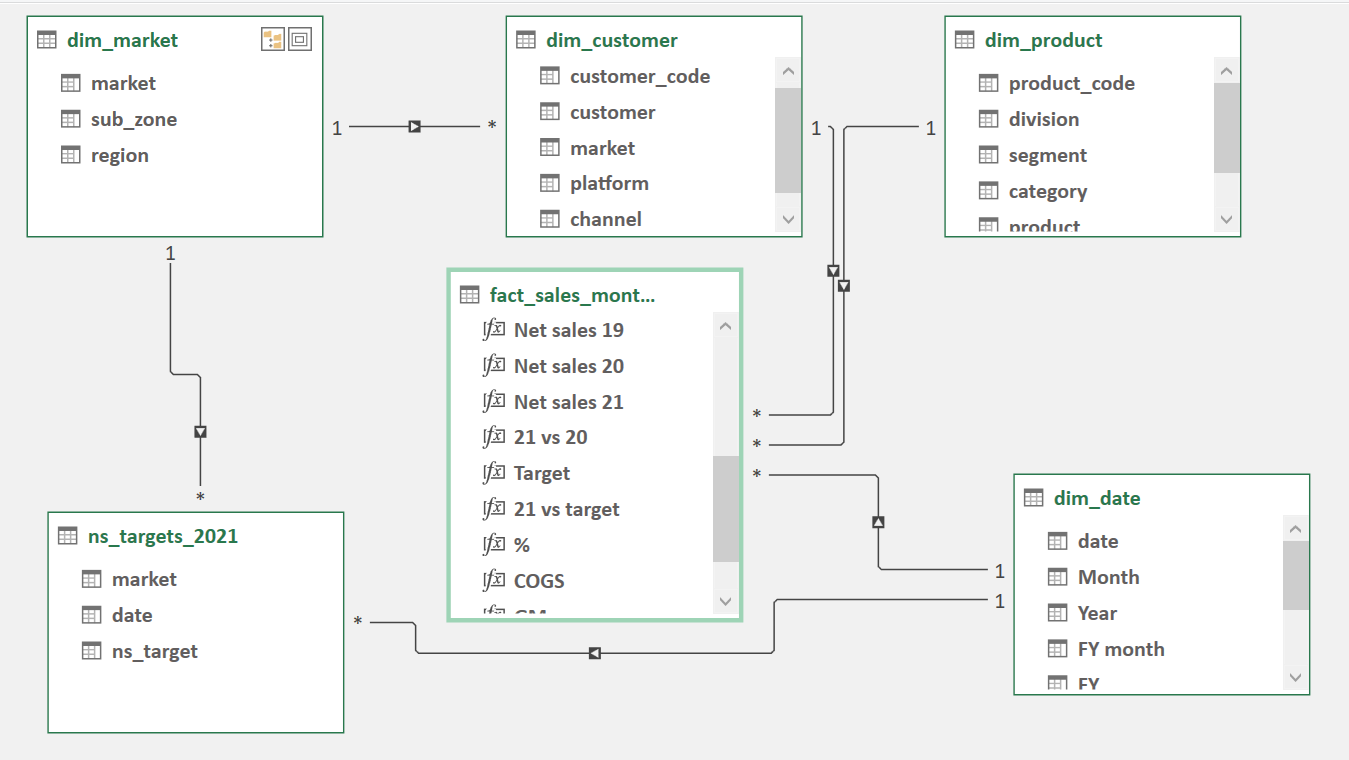 dim_market
market
sub_zone
region
dim_customer
customer_code
customer
market
platform
channel
dim_product
product_code
division
segment
category
product
1
*
1
1
1
*
fact_sales_mont...
Net sales 19
Net sales 20
Net sales 21
21 vs 20
Target
21 vs target
%
COGS
GM
*
*
*
ns_targets_2021
market
date
ns_target
*
dim_date
date
Month
Year
FY month
FY
1
1